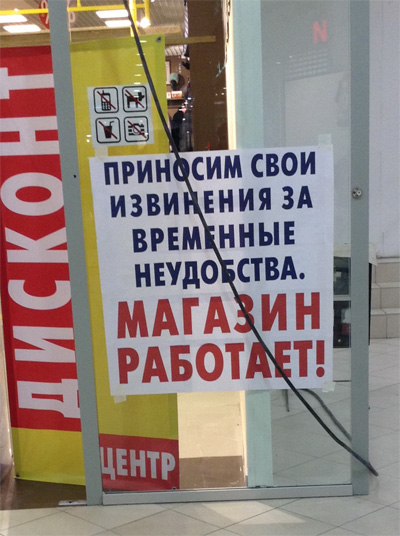 ДИСКОНТ
ПРИНОСИМ СВОИ
ИЗВИНЕНИЯ ЗА
ВРЕМЕННЫЕ
НЕУДОБСТВА.
МАГАЗИН
РАБОТАЕТ!
ЦЕНТР